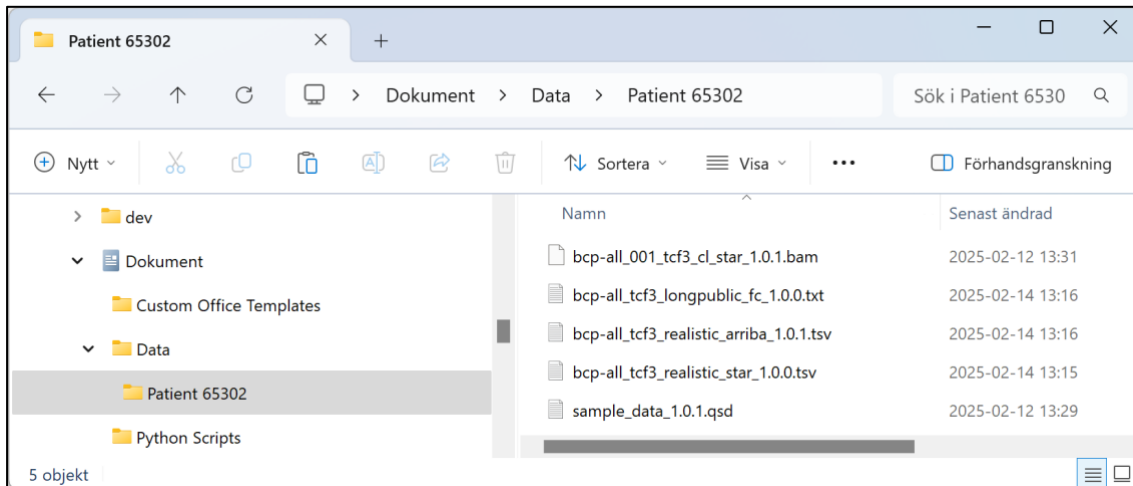 Patient 65302
Dokument > Data > Patient 65302
Sök i Patient 6530
Nytt
Sortera
Visa
Förhandsgranskning
dev
Dokument
Custom Office Templates
Data
Patient 65302
Python Scripts
Namn Senast ändrad
bcp-all_001_tcf3_cl_star_1.0.1.bam 2025-02-12 13:31
bcp-all_tcf3_longpublic_fc_1.0.0.txt 2025-02-14 13:16
bcp-all_tcf3_realistic_arriba_1.0.1.tsv 2025-02-14 13:16
bcp-all_tcf3_realistic_star_1.0.0.tsv 2025-02-14 13:15
sample_data_1.0.1.qsd 2025-02-12 13:29
5 objekt